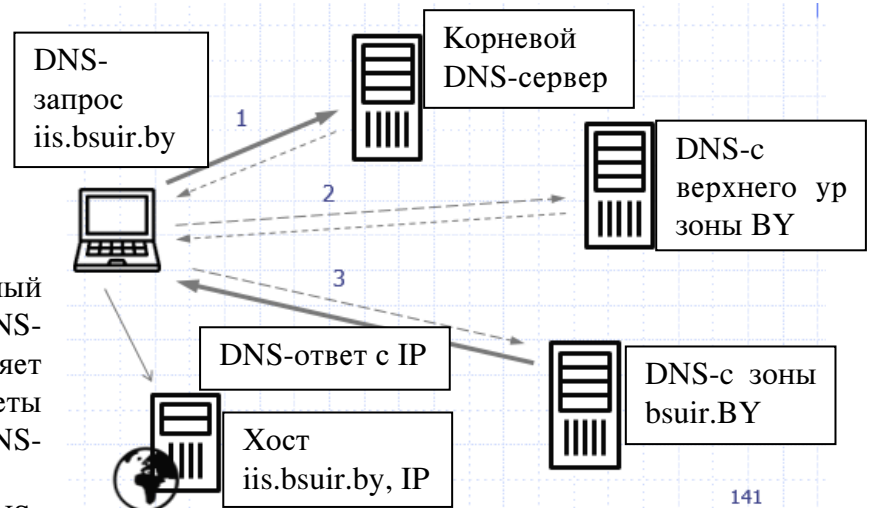 DNS-
запрос
iis.bsuir.by
Корневой
DNS-сервер
1
DNS-с
верхнего ур
зоны BY
2
3
DNS-ответ с IP
DNS-с зоны
bsuir.BY
Хост
iis.bsuir.by, IP
141